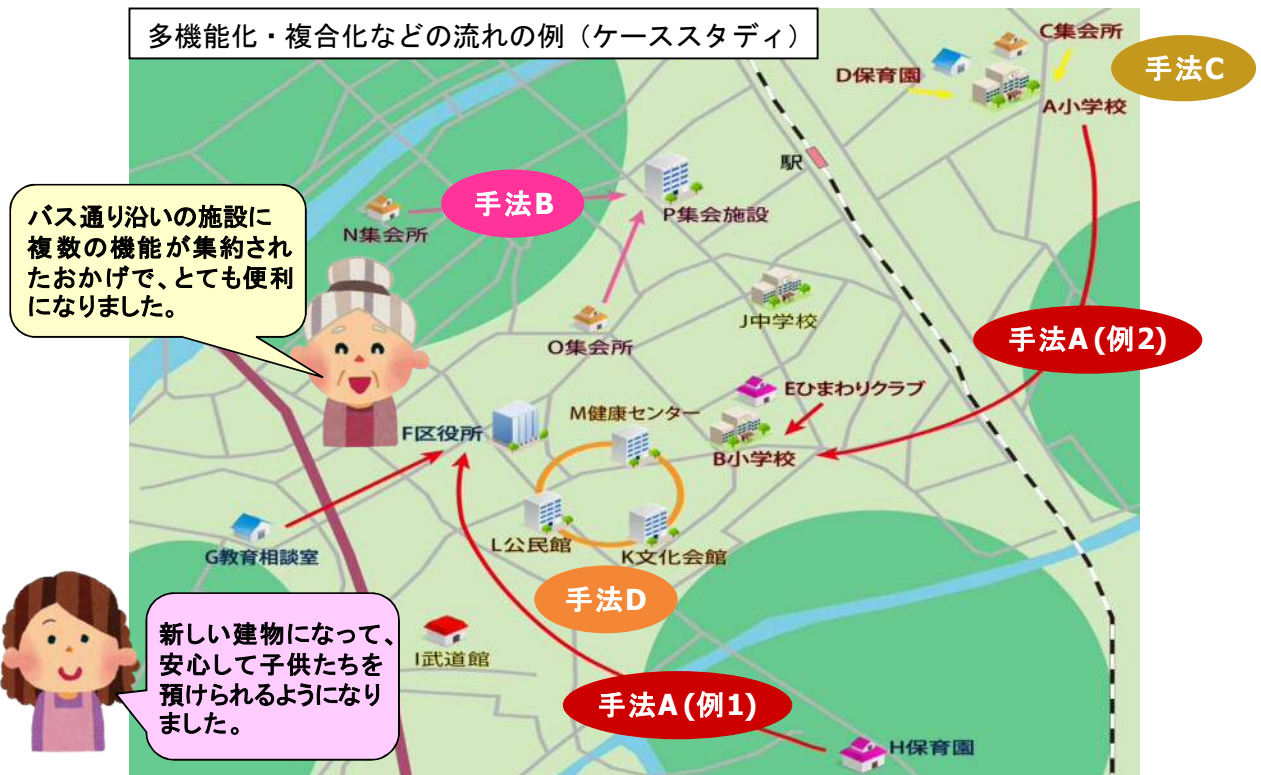 多機能化・複合化などの流れの例（ケーススタディ）
C集会所
手法C
D保育園
A小学校
駅
手法B
P集会施設
N集会所
バス通り沿いの施設に
複数の機能が集約され
たおかげで、とても便利
になりました。
J中学校
手法A(例2)
O集会所
Eひまわりクラブ
M健康センター
F区役所
B小学校
L公民館
K文化会館
G教育相談室
手法D
新しい建物になって、
安心して子供たちを
預けられるようになり
ました。
I武道館
手法A(例1)
H保育園